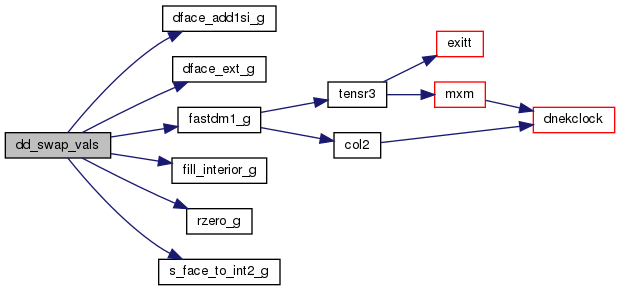 dface_add1si_g
exitt
dface_ext_g
tensr3
mxm
fastdm1_g
dnekclock
dd_swap_vals
col2
fill_interior_g
rzero_g
s_face_to_int2_g